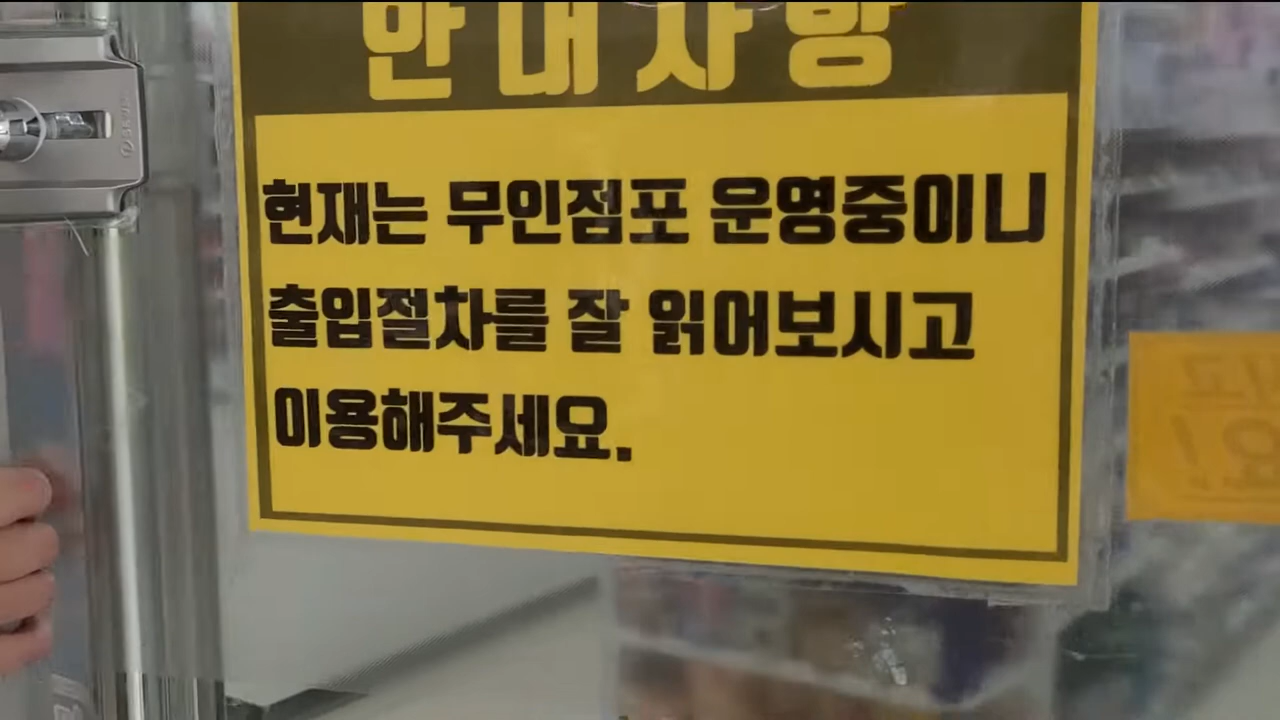 안내사항
현재는 무인점포 운영중이니
출입절차를 잘 읽어보시고
이용해주세요.